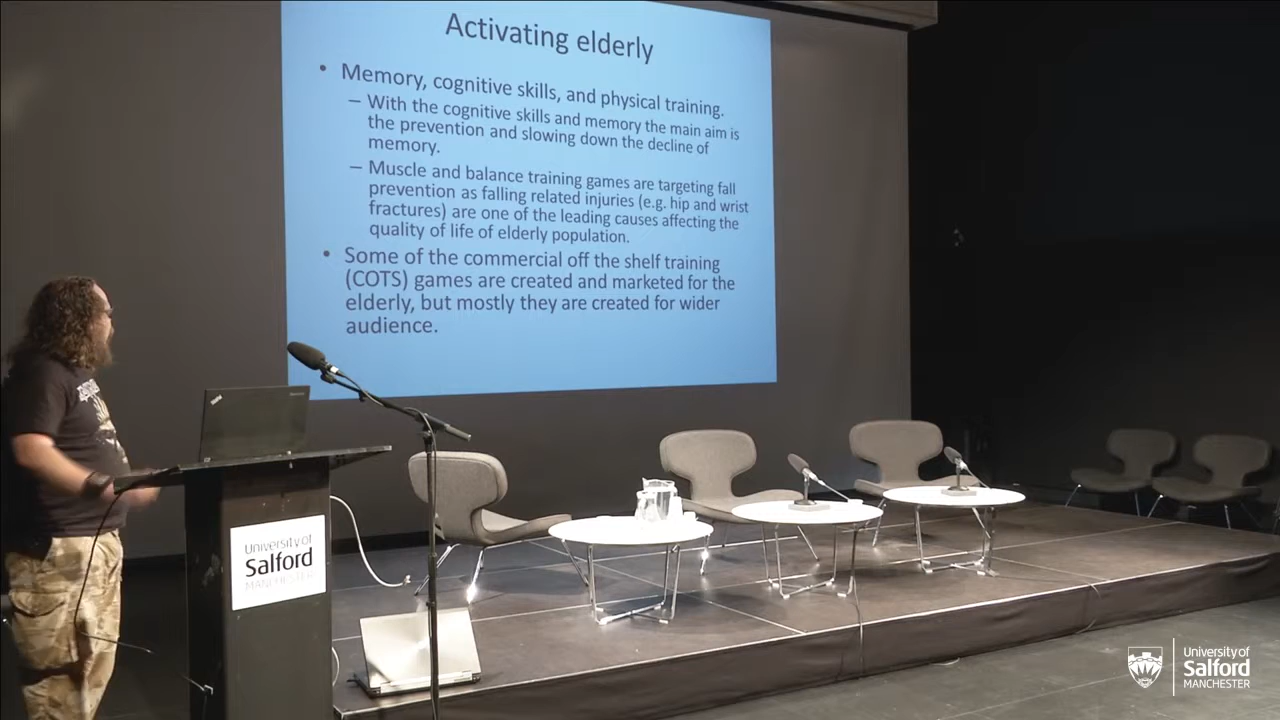 Activating elderly
• Memory, cognitive skills, and physical training.
– With the cognitive skills and memory the main aim is
the prevention and slowing down the decline of
memory.
– Muscle and balance training games are targeting fall
prevention as falling related injuries (e.g. hip and wrist
fractures) are one of the leading causes affecting the
quality of life of elderly population.
• Some of the commercial off the shelf training
(COTS) games are created and marketed for the
elderly, but mostly they are created for wider
audience.
University of
Salford
MANCHESTER
University of
Salford
MANCHESTER